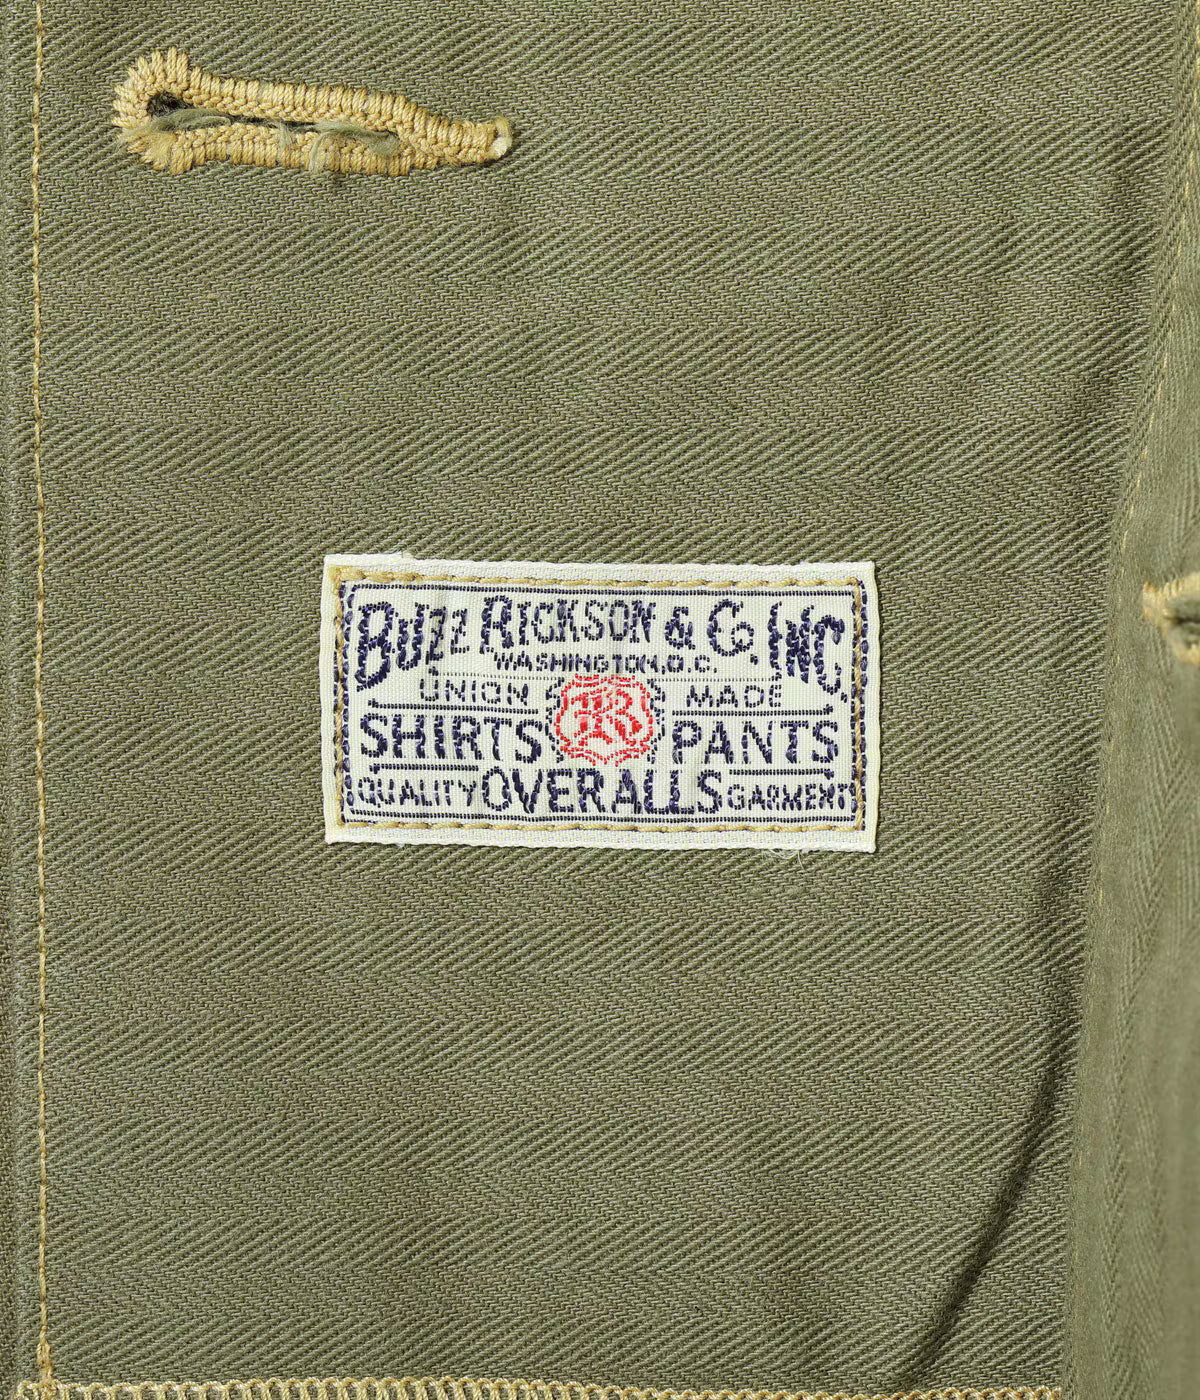 BUZZ RICKSON & CO. INC.
WASHINGTON, D.C.
UNION R MADE
SHIRTS PANTS
QUALITY OVERALLS GARMENT